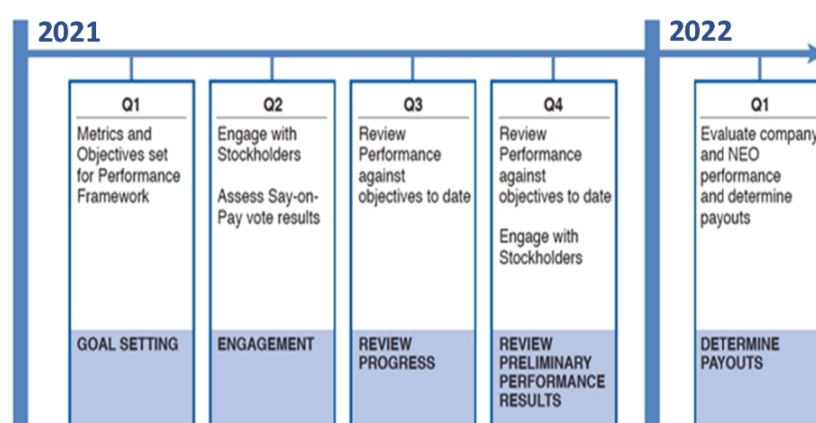 2021
2022
Q1
Metrics and
Objectives set
for Performance
Framework
GOAL SETTING
Q2
Engage with
Stockholders
Assess Say-on-
Pay vote results
ENGAGEMENT
Q3
Review
Performance
against
objectives to date
REVIEW
PROGRESS
Q4
Review
Performance
against
objectives to date
Engage with
Stockholders
REVIEW
PRELIMINARY
PERFORMANCE
RESULTS
Q1
Evaluate company
and NEO
performance
and determine
payouts
DETERMINE
PAYOUTS